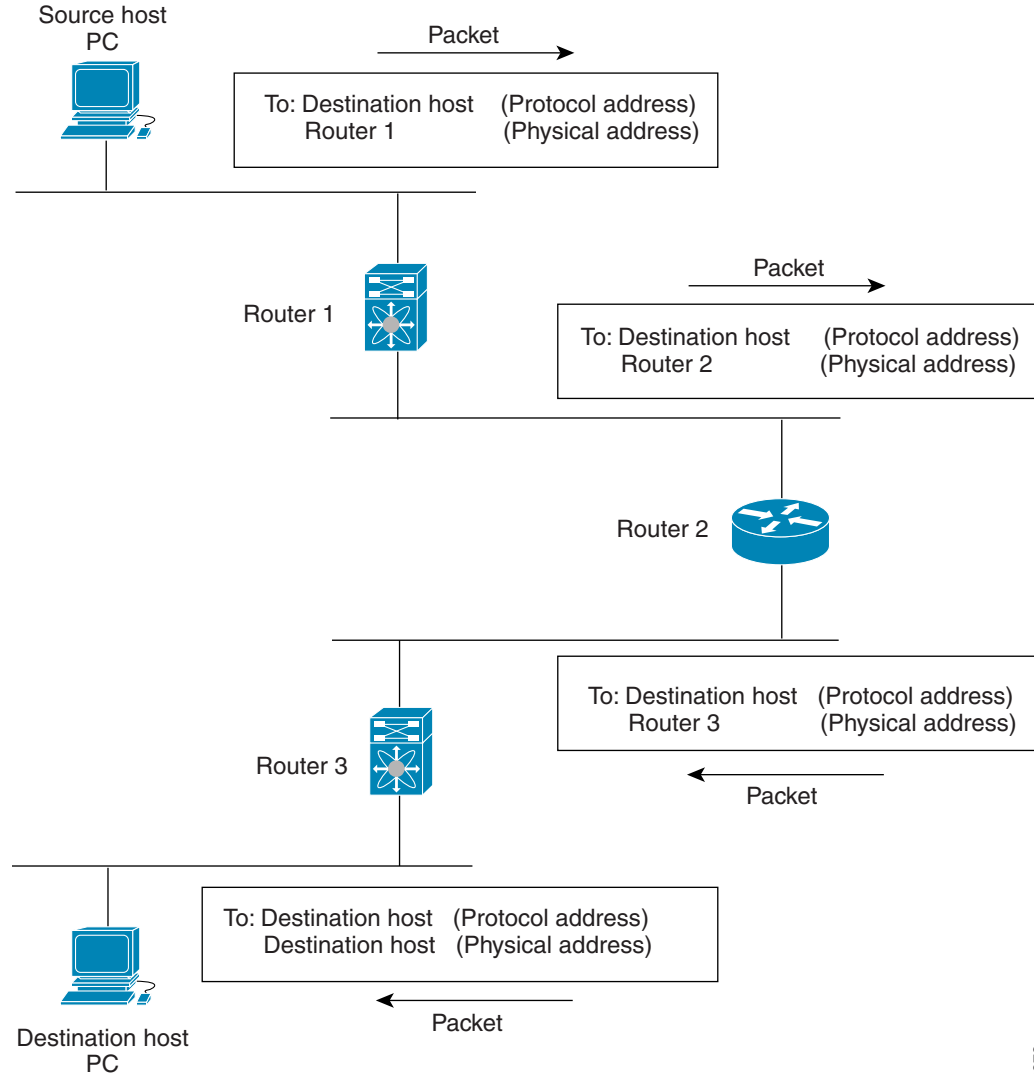 Source host
PC
Packet
To: Destination host (Protocol address)
Router 1 (Physical address)
Router 1
Packet
To: Destination host (Protocol address)
Router 2 (Physical address)
Router 2
To: Destination host (Protocol address)
Router 3 (Physical address)
Router 3
Packet
To: Destination host (Protocol address)
Destination host (Physical address)
Packet
Destination host
PC